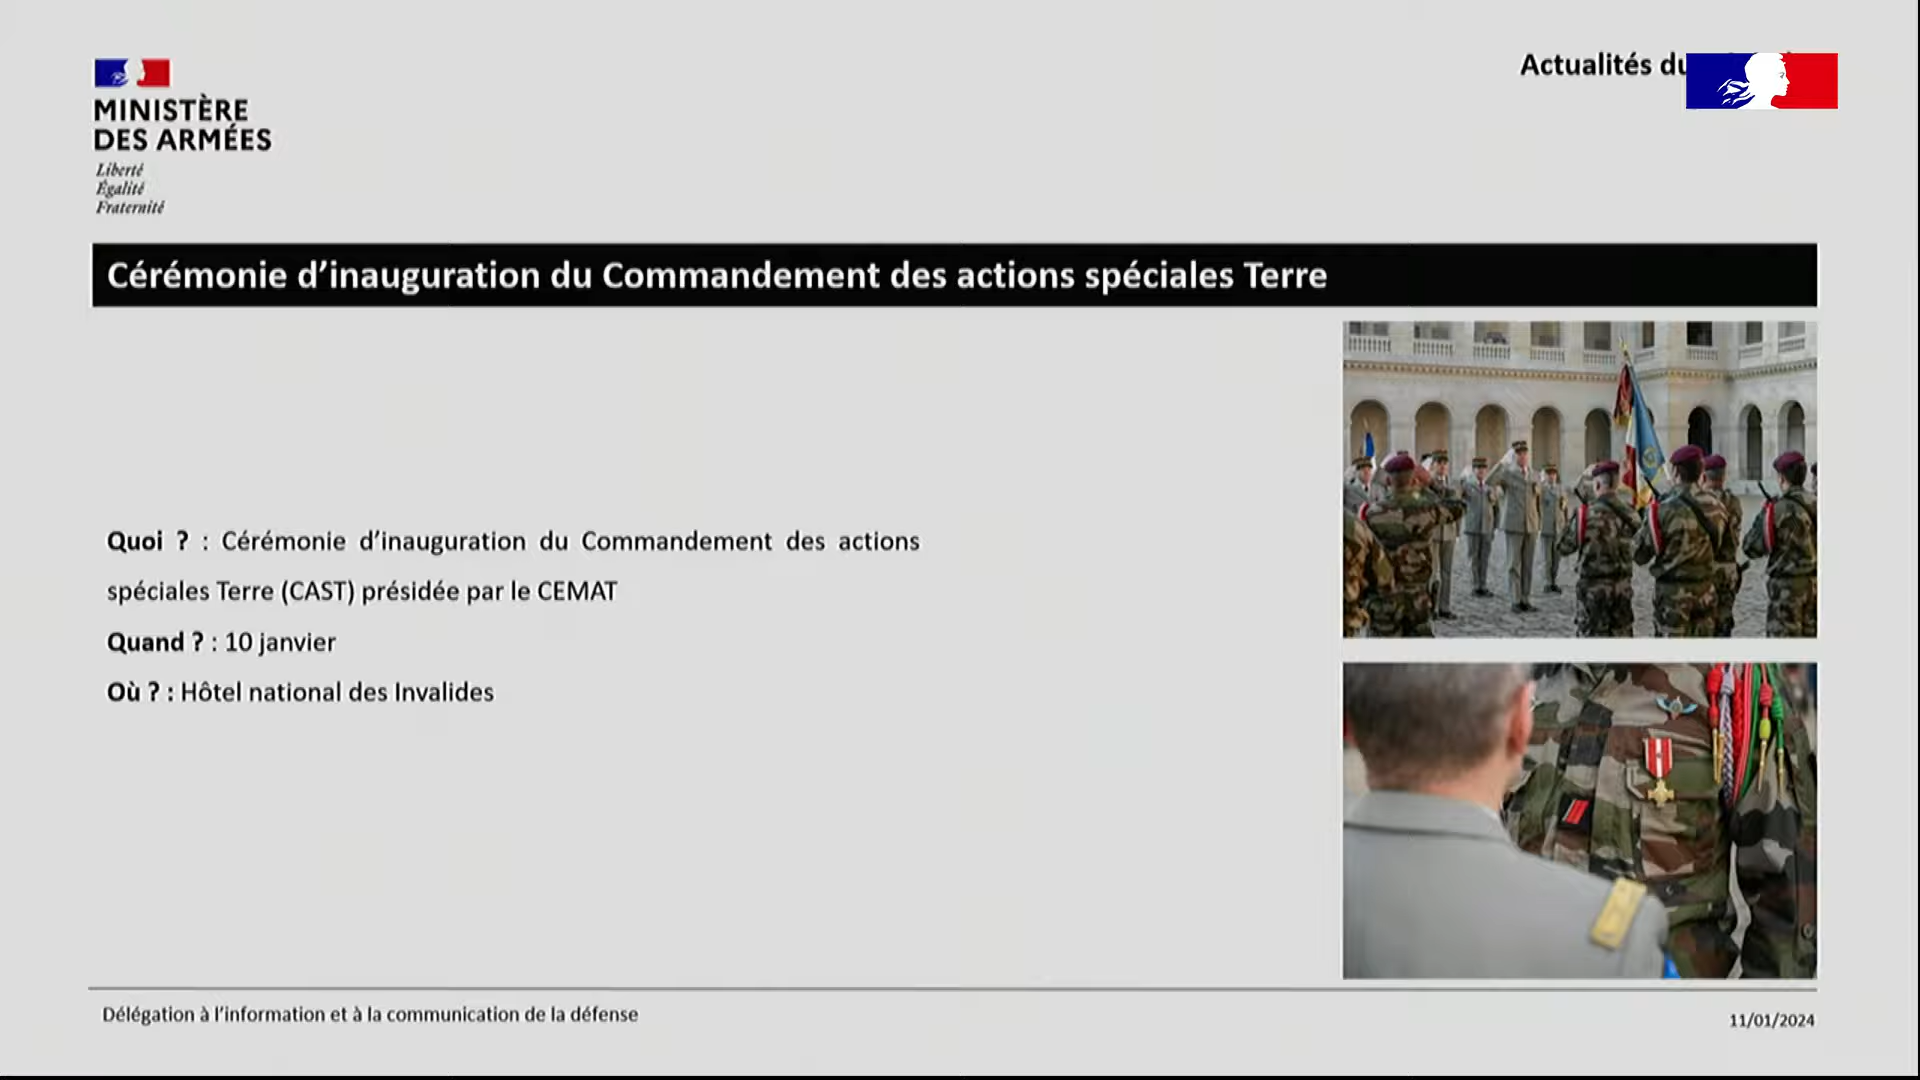 MINISTÈRE
DES ARMÉES
Liberté
Égalité
Fraternité
Actualités du
Cérémonie d’inauguration du Commandement des actions spéciales Terre
Quoi ? : Cérémonie d’inauguration du Commandement des actions
spéciales Terre (CAST) présidée par le CEMAT
Quand ? : 10 janvier
Où ? : Hôtel national des Invalides
Délégation à l’information et à la communication de la défense
11/01/2024